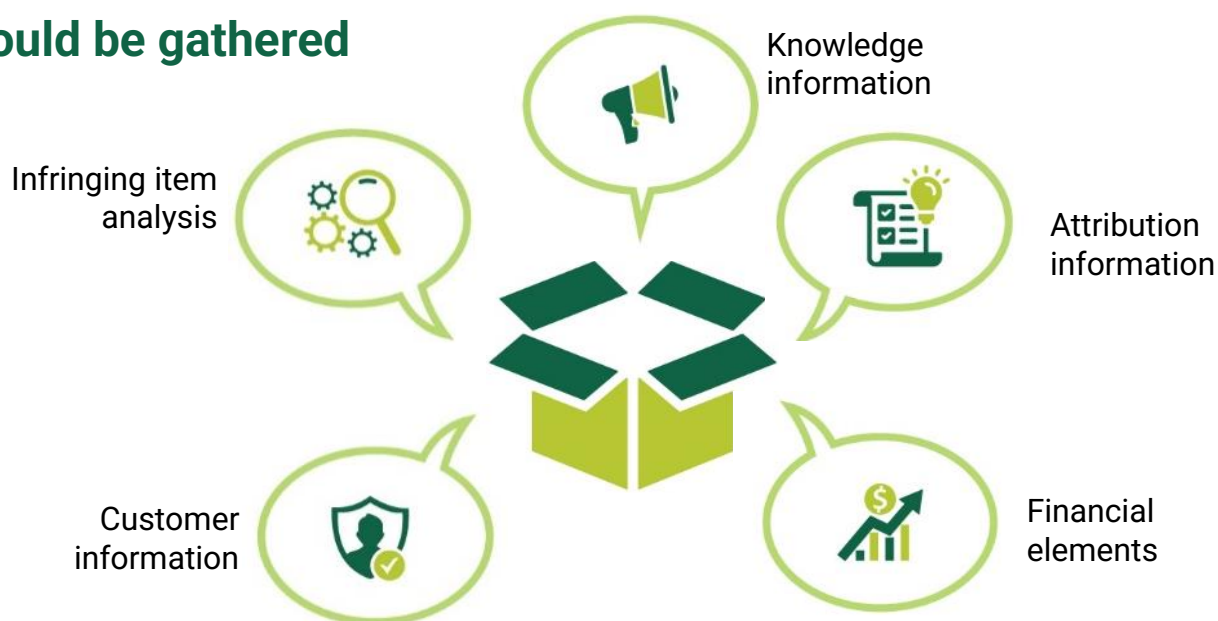 ould be gathered
Knowledge
information
Infringing item
analysis
Attribution
information
Customer
information
$
Financial
elements